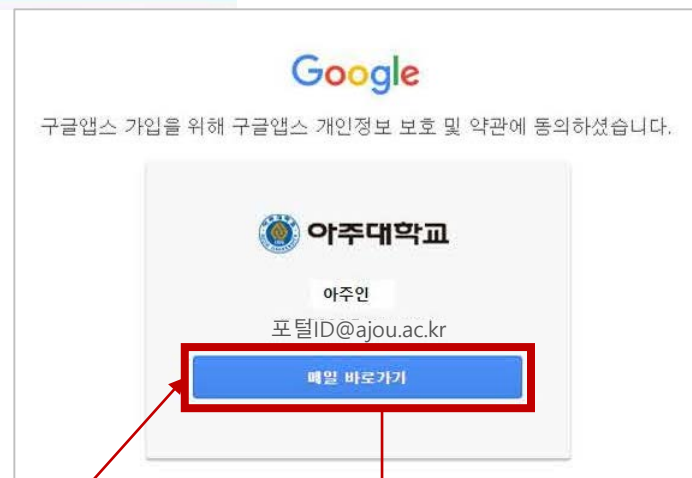 Google
구글앱스 가입을 위해 구글앱스 개인정보 보호 및 약관에 동의하셨습니다.
아주대학교
아주인
포털ID@ajou.ac.kr
메일 바로가기